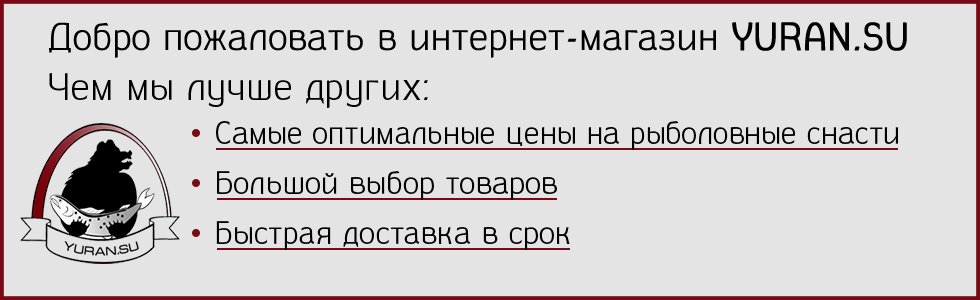 Добро пожаловать в интернет-магазин YURAN.SU
Чем мы лучше других:
• Самые оптимальные цены на рыболовные снасти
• Большой выбор товаров
• Быстрая доставка в срок
YURAN.SU